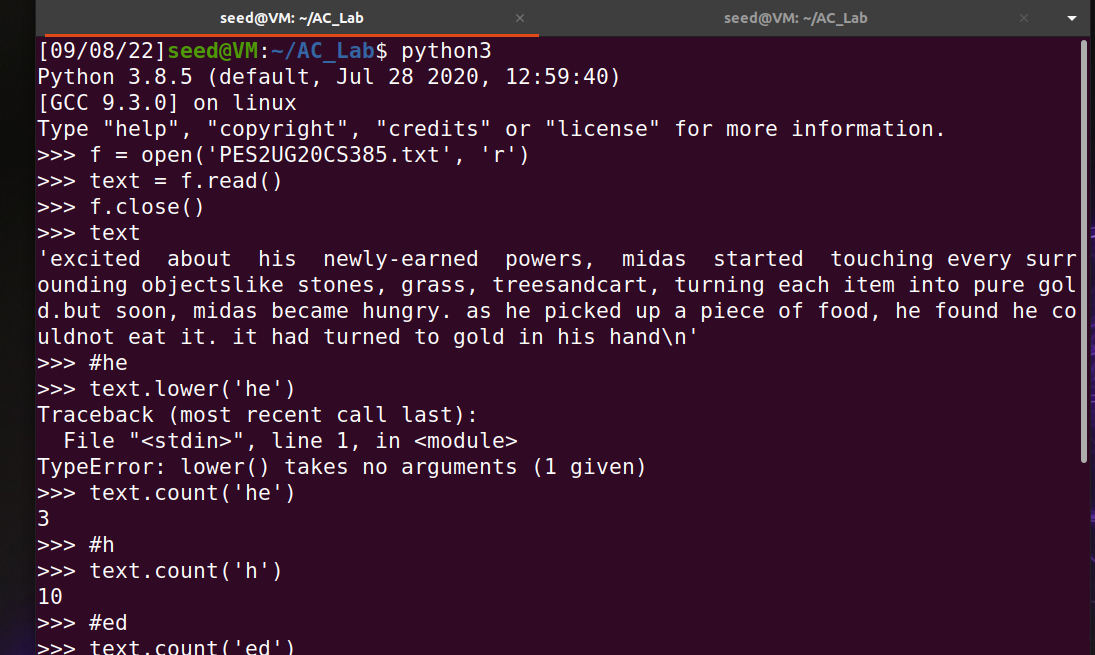 seed@VM: ~/AC_Lab × seed@VM: ~/AC_Lab ×
[09/08/22]seed@VM:~/AC_Lab$ python3
Python 3.8.5 (default, Jul 28 2020, 12:59:40)
[GCC 9.3.0] on linux
Type "help", "copyright", "credits" or "license" for more information.
>>> f = open('PES2UG20CS385.txt', 'r')
>>> text = f.read()
>>> f.close()
>>> text
'excited  about  his  newly-earned  powers,  midas  started  touching every surr
ounding objectslike stones, grass, treesandcart, turning each item into pure gol
d.but soon, midas became hungry. as he picked up a piece of food, he found he co
uldnot eat it. it had turned to gold in his hand\n'
>>> #he
>>> text.lower('he')
Traceback (most recent call last):
  File "<stdin>", line 1, in <module>
TypeError: lower() takes no arguments (1 given)
>>> text.count('he')
3
>>> #h
>>> text.count('h')
10
>>> #ed
>>> text.count('ed')